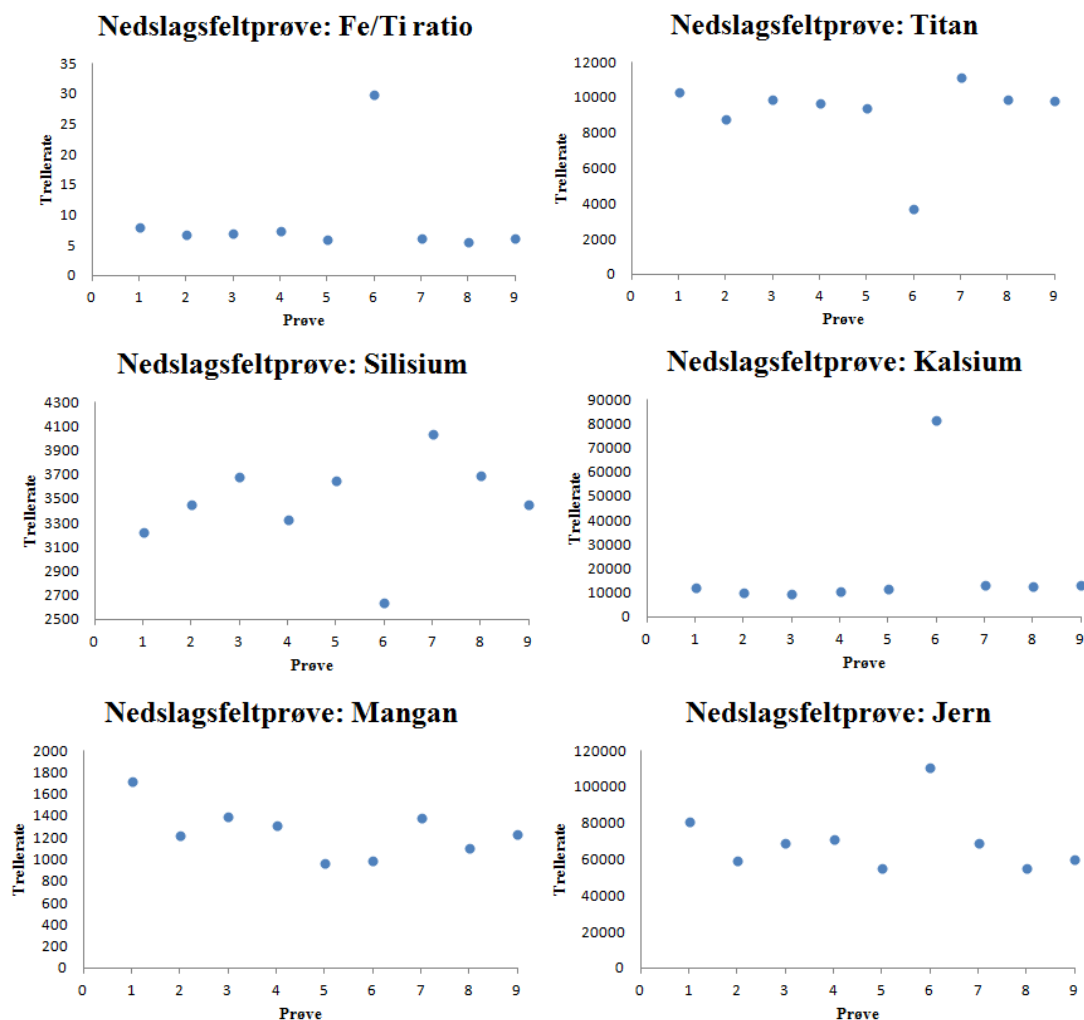 Nedslagsfeltprøve: Fe/Ti ratio
35
30
25
20
15
10
5
0
Trellerate
0 1 2 3 4 5 6 7 8 9
Prøve
Nedslagsfeltprøve: Titan
12000
10000
8000
6000
4000
2000
0
Trellerate
0 1 2 3 4 5 6 7 8 9
Prøve
Nedslagsfeltprøve: Silisium
4300
4100
3900
3700
3500
3300
3100
2900
2700
2500
Trellerate
0 1 2 3 4 5 6 7 8 9
Prøve
Nedslagsfeltprøve: Kalsium
90000
80000
70000
60000
50000
40000
30000
20000
10000
0
Trellerate
0 1 2 3 4 5 6 7 8 9
Prøve
Nedslagsfeltprøve: Mangan
2000
1800
1600
1400
1200
1000
800
600
400
200
0
Trellerate
0 1 2 3 4 5 6 7 8 9
Prøve
Nedslagsfeltprøve: Jern
120000
100000
80000
60000
40000
20000
0
Trellerate
0 1 2 3 4 5 6 7 8 9
Prøve